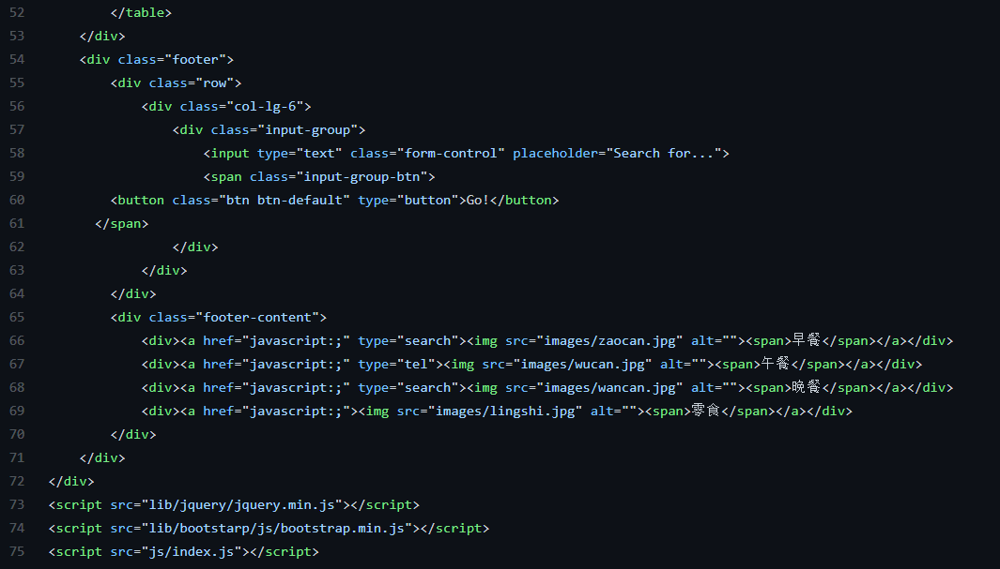 52 </table>
53 </div>
54 <div class="footer">
55 <div class="row">
56 <div class="col-lg-6">
57 <div class="input-group">
58 <input type="text" class="form-control" placeholder="Search for...">
59 <span class="input-group-btn">
60 <button class="btn btn-default" type="button">Go!</button>
61 </span>
62 </div>
63 </div>
64 </div>
65 <div class="footer-content">
66 <div><a href="javascript:;" type="search"><img src="images/zaocan.jpg" alt=""><span>早餐</span></a></div>
67 <div><a href="javascript:;" type="tel"><img src="images/wucan.jpg" alt=""><span>午餐</span></a></div>
68 <div><a href="javascript:;" type="search"><img src="images/wancan.jpg" alt=""><span>晚餐</span></a></div>
69 <div><a href="javascript:;"><img src="images/lingshi.jpg" alt=""><span>零食</span></a></div>
70 </div>
71 </div>
72 </div>
73 <script src="lib/jquery/jquery.min.js"></script>
74 <script src="lib/bootstarp/js/bootstrap.min.js"></script>
75 <script src="js/index.js"></script>